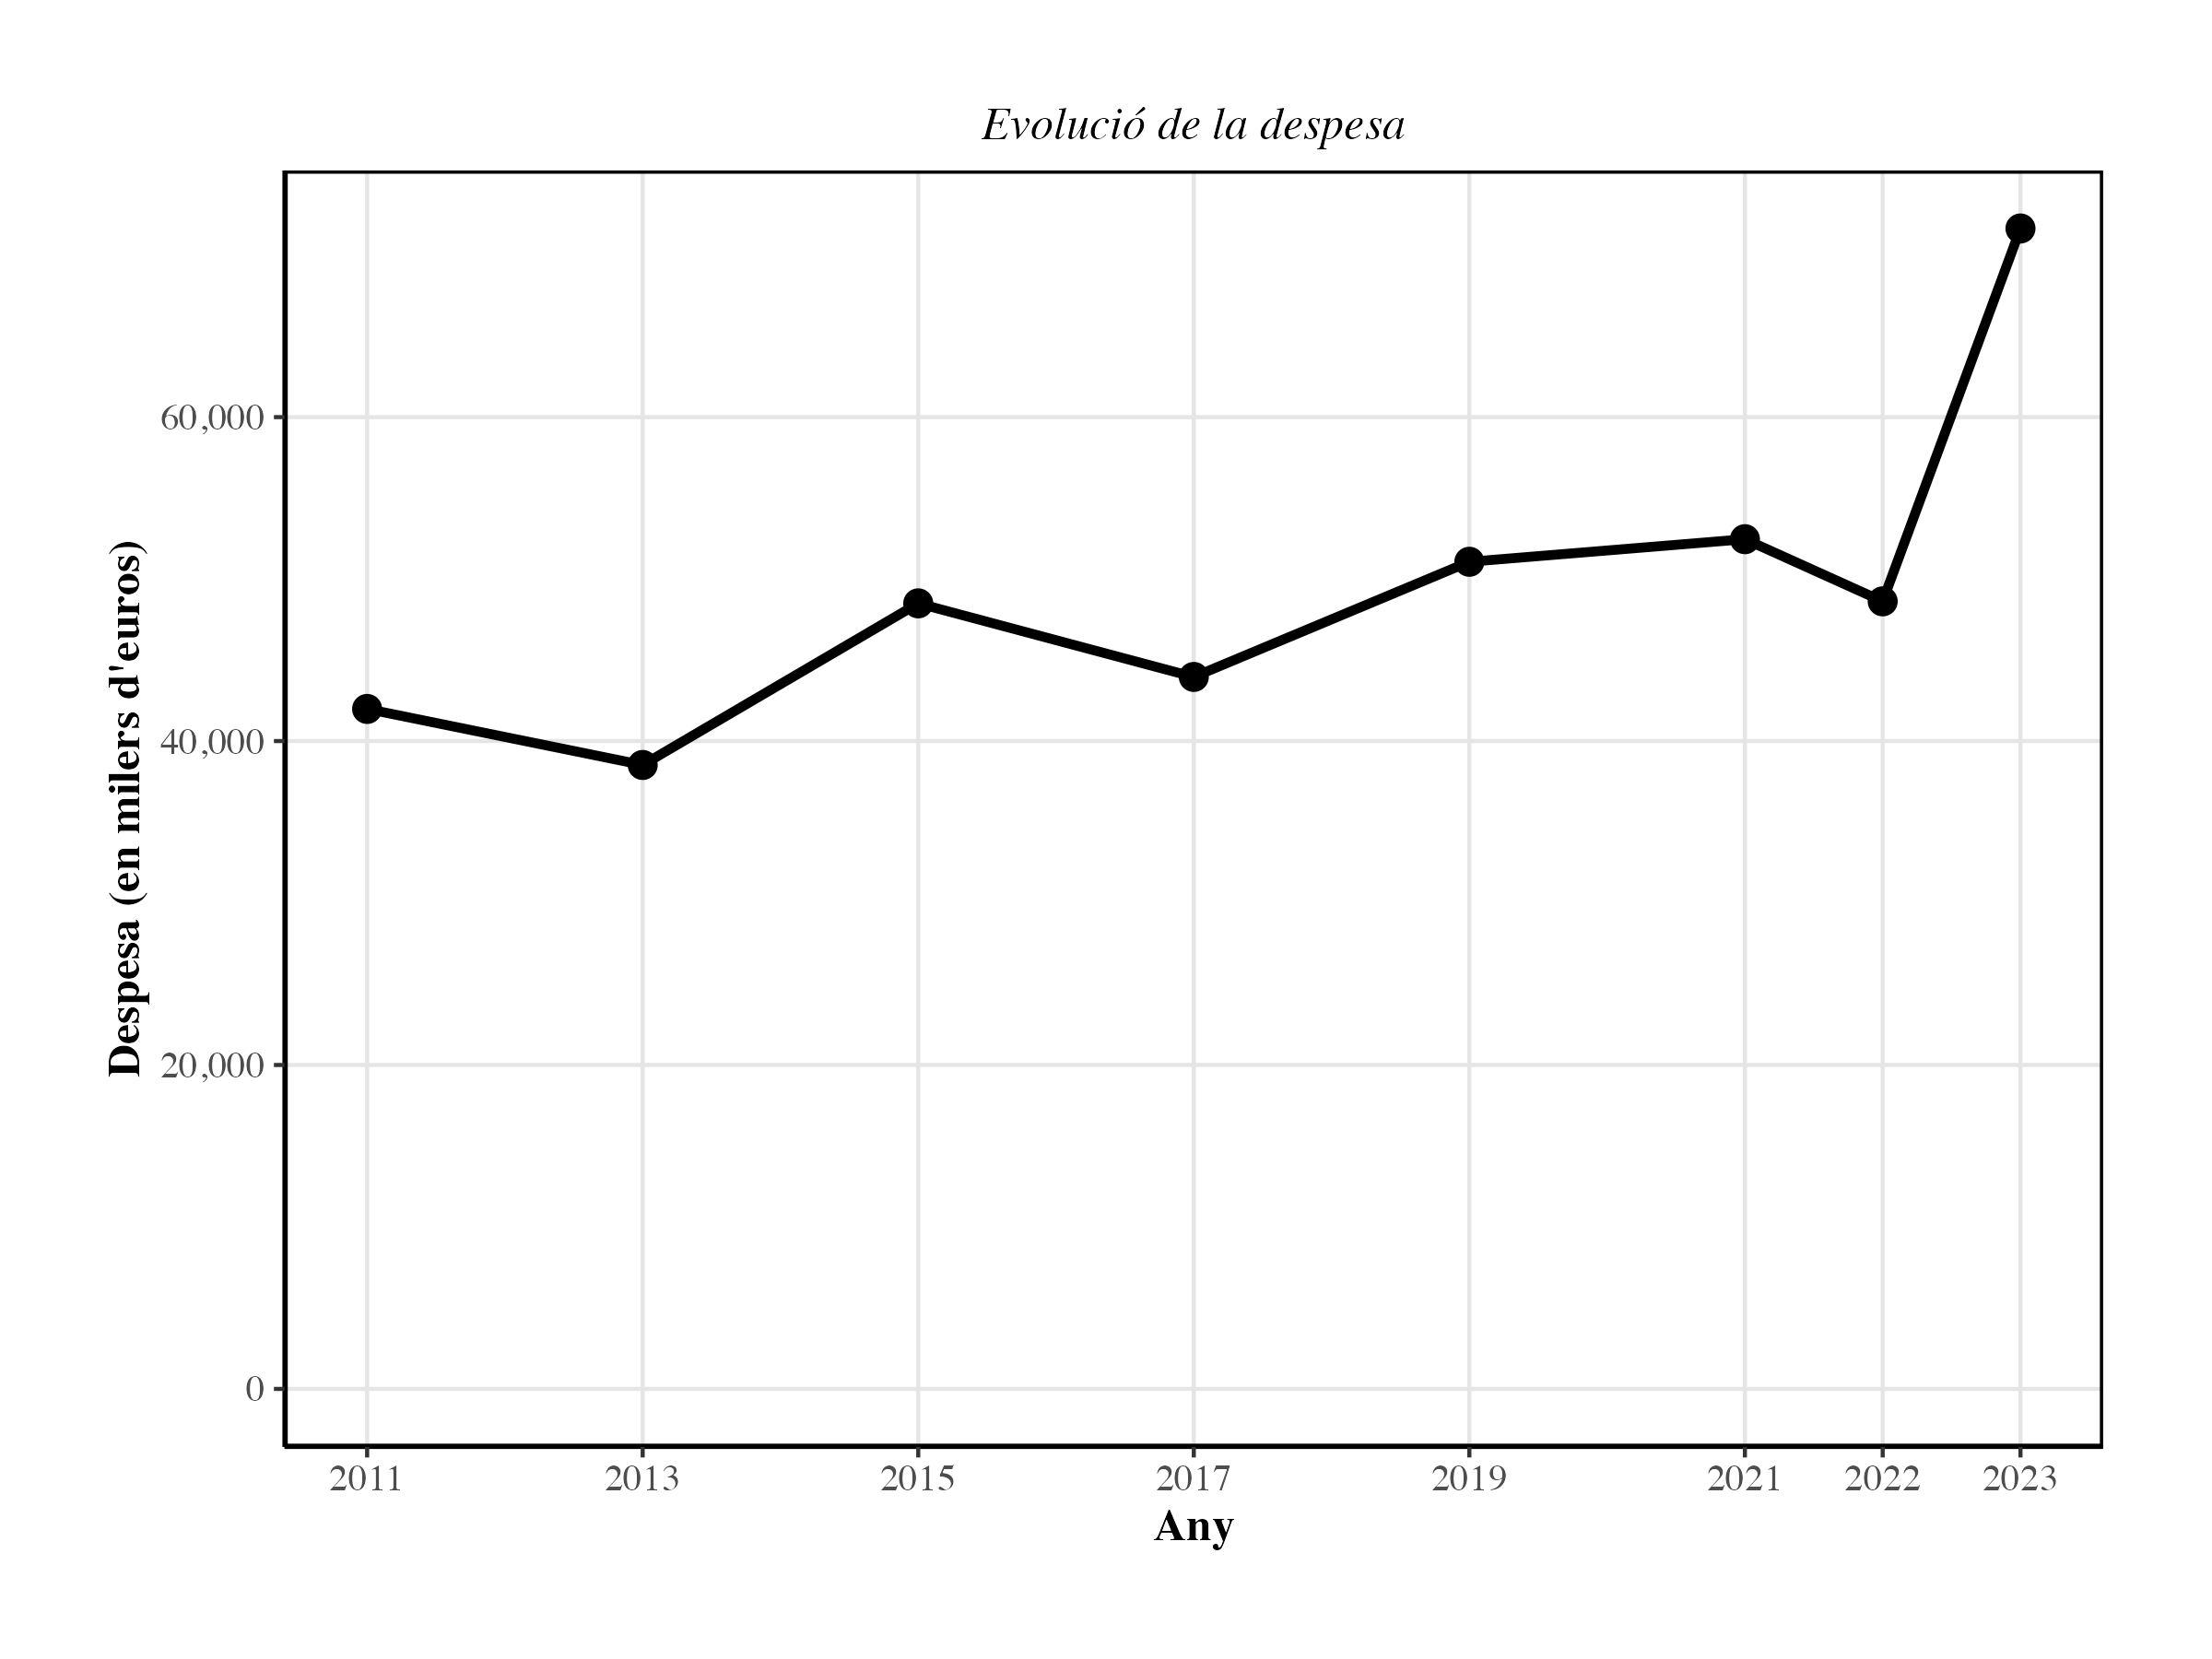 Evolució de la despesa
Despesa (en milers d'euros)
60,000
40,000
20,000
0
2011 2013 2015 2017 2019 2021 2022 2023
Any